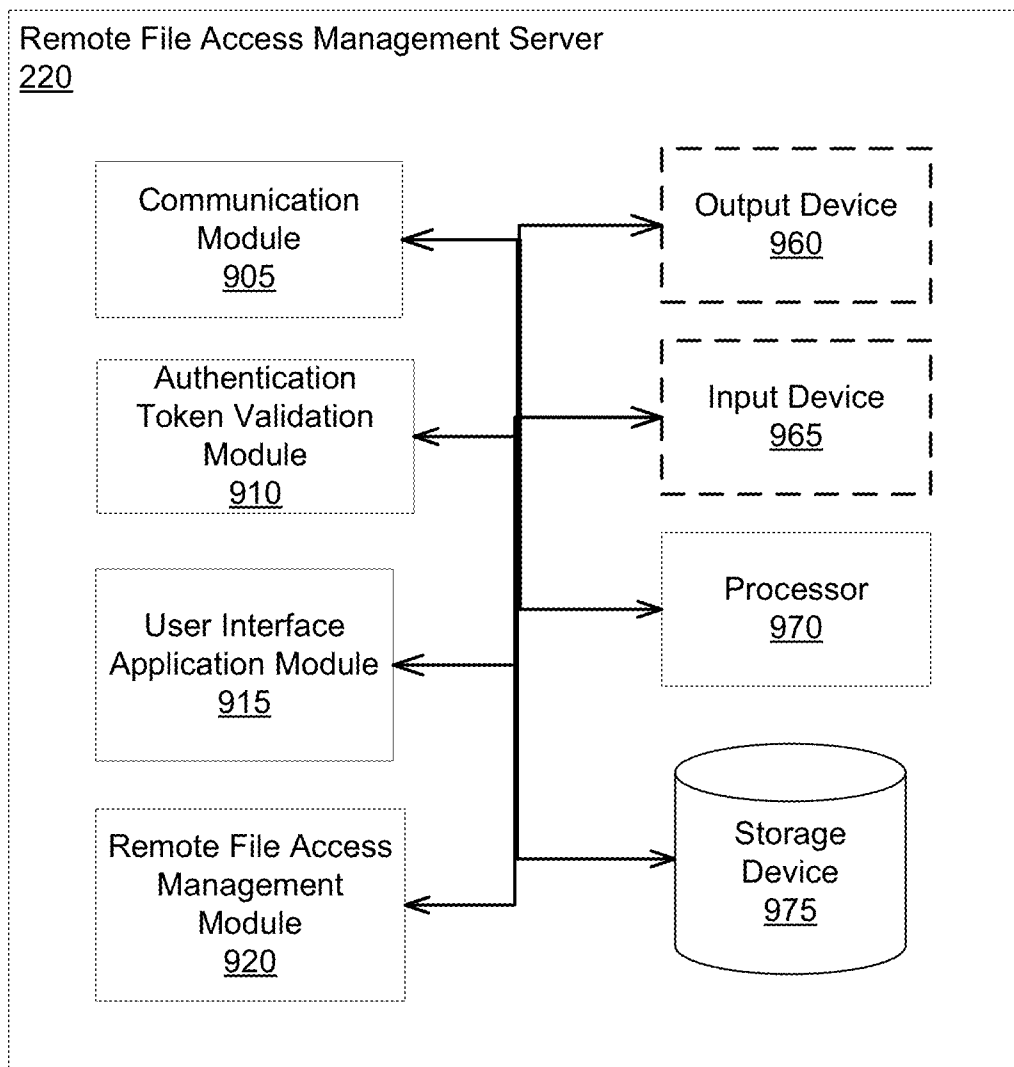 Remote File Access Management Server
220
Communication
Module
905
Authentication
Token Validation
Module
910
User Interface
Application Module
915
Remote File Access
Management
Module
920
Output Device
960
Input Device
965
Processor
970
Storage
Device
975